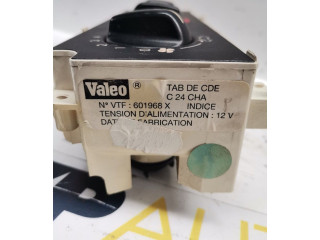 Valeo ® TAB DE CDE
C 24 CHA
N° VTF : 601968 X INDICE
TENSION D'ALIMENTATION : 12 V